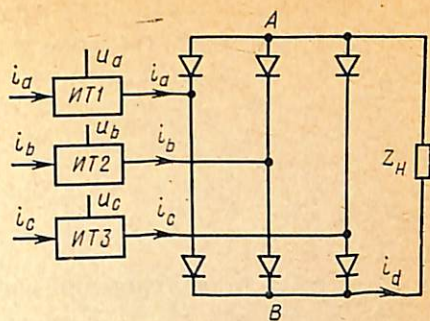 A
u_a
i_a ИТ1 i_a
u_b
i_b ИТ2 i_b
Z_H
u_c
i_c ИТ3 i_c
i_d
B